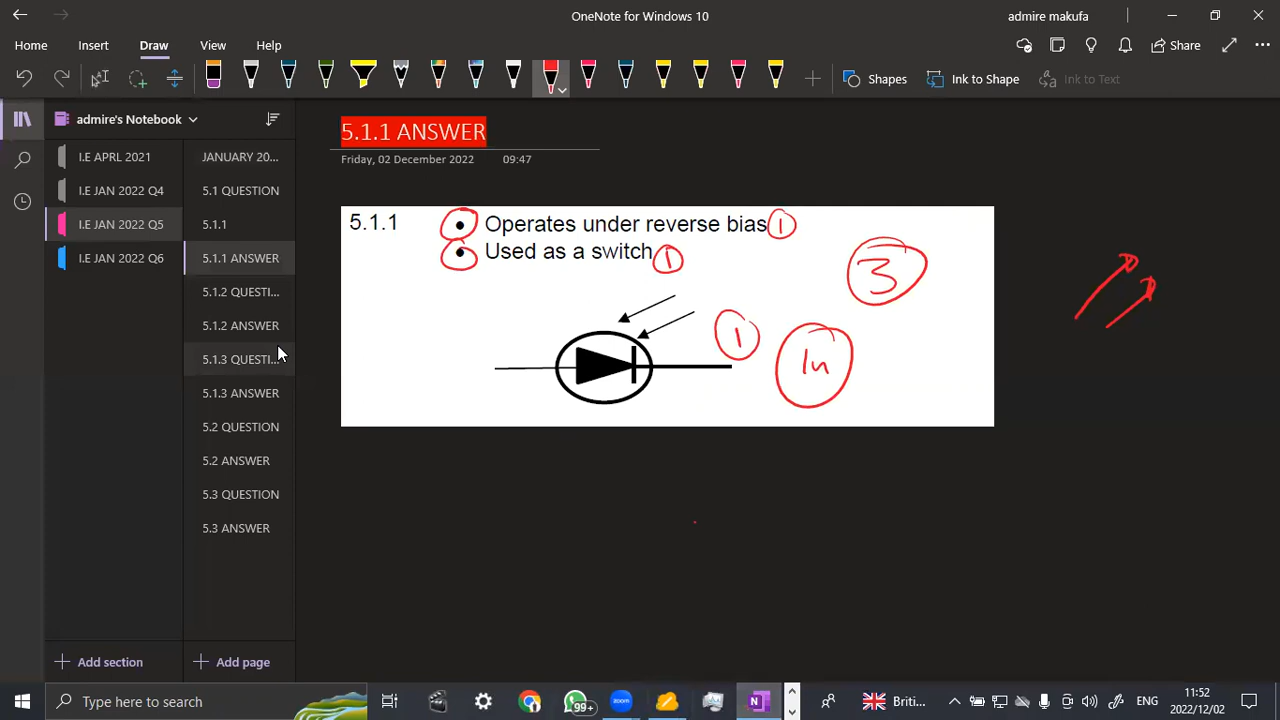 OneNote for Windows 10
admire makufa
Home Insert Draw View Help
Share
Shapes
Ink to Shape
Ink to Text
admire's Notebook
I.E APRL 2021
I.E JAN 2022 Q4
I.E JAN 2022 Q5
I.E JAN 2022 Q6
JANUARY 20...
5.1 QUESTION
5.1.1
5.1.1 ANSWER
5.1.2 QUESTI...
5.1.2 ANSWER
5.1.3 QUESTI...
5.1.3 ANSWER
5.2 QUESTION
5.2 ANSWER
5.3 QUESTION
5.3 ANSWER
Add section
Add page
5.1.1 ANSWER
Friday, 02 December 2022 09:47
5.1.1 • Operates under reverse bias 1
• Used as a switch 1
3
1
In
Type here to search
99+
Briti...
ENG
11:52
2022/12/02